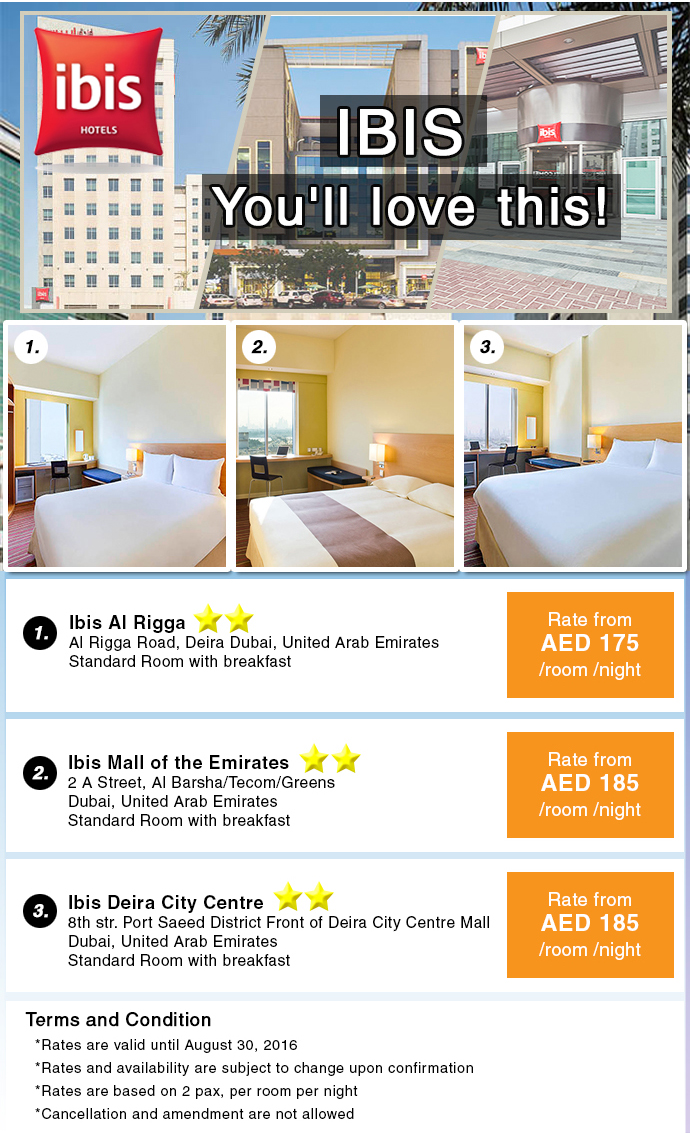 ibis
HOTELS
IBIS
You'll love this!
ibis
ibis
1.
2.
3.
1.
Ibis Al Rigga
Al Rigga Road, Deira Dubai, United Arab Emirates
Standard Room with breakfast
Rate from
AED 175
/room /night
2.
Ibis Mall of the Emirates
2 A Street, Al Barsha/Tecom/Greens
Dubai, United Arab Emirates
Standard Room with breakfast
Rate from
AED 185
/room /night
3.
Ibis Deira City Centre
8th str. Port Saeed District Front of Deira City Centre Mall
Dubai, United Arab Emirates
Standard Room with breakfast
Rate from
AED 185
/room /night
Terms and Condition
*Rates are valid until August 30, 2016
*Rates and availability are subject to change upon confirmation
*Rates are based on 2 pax, per room per night
*Cancellation and amendment are not allowed